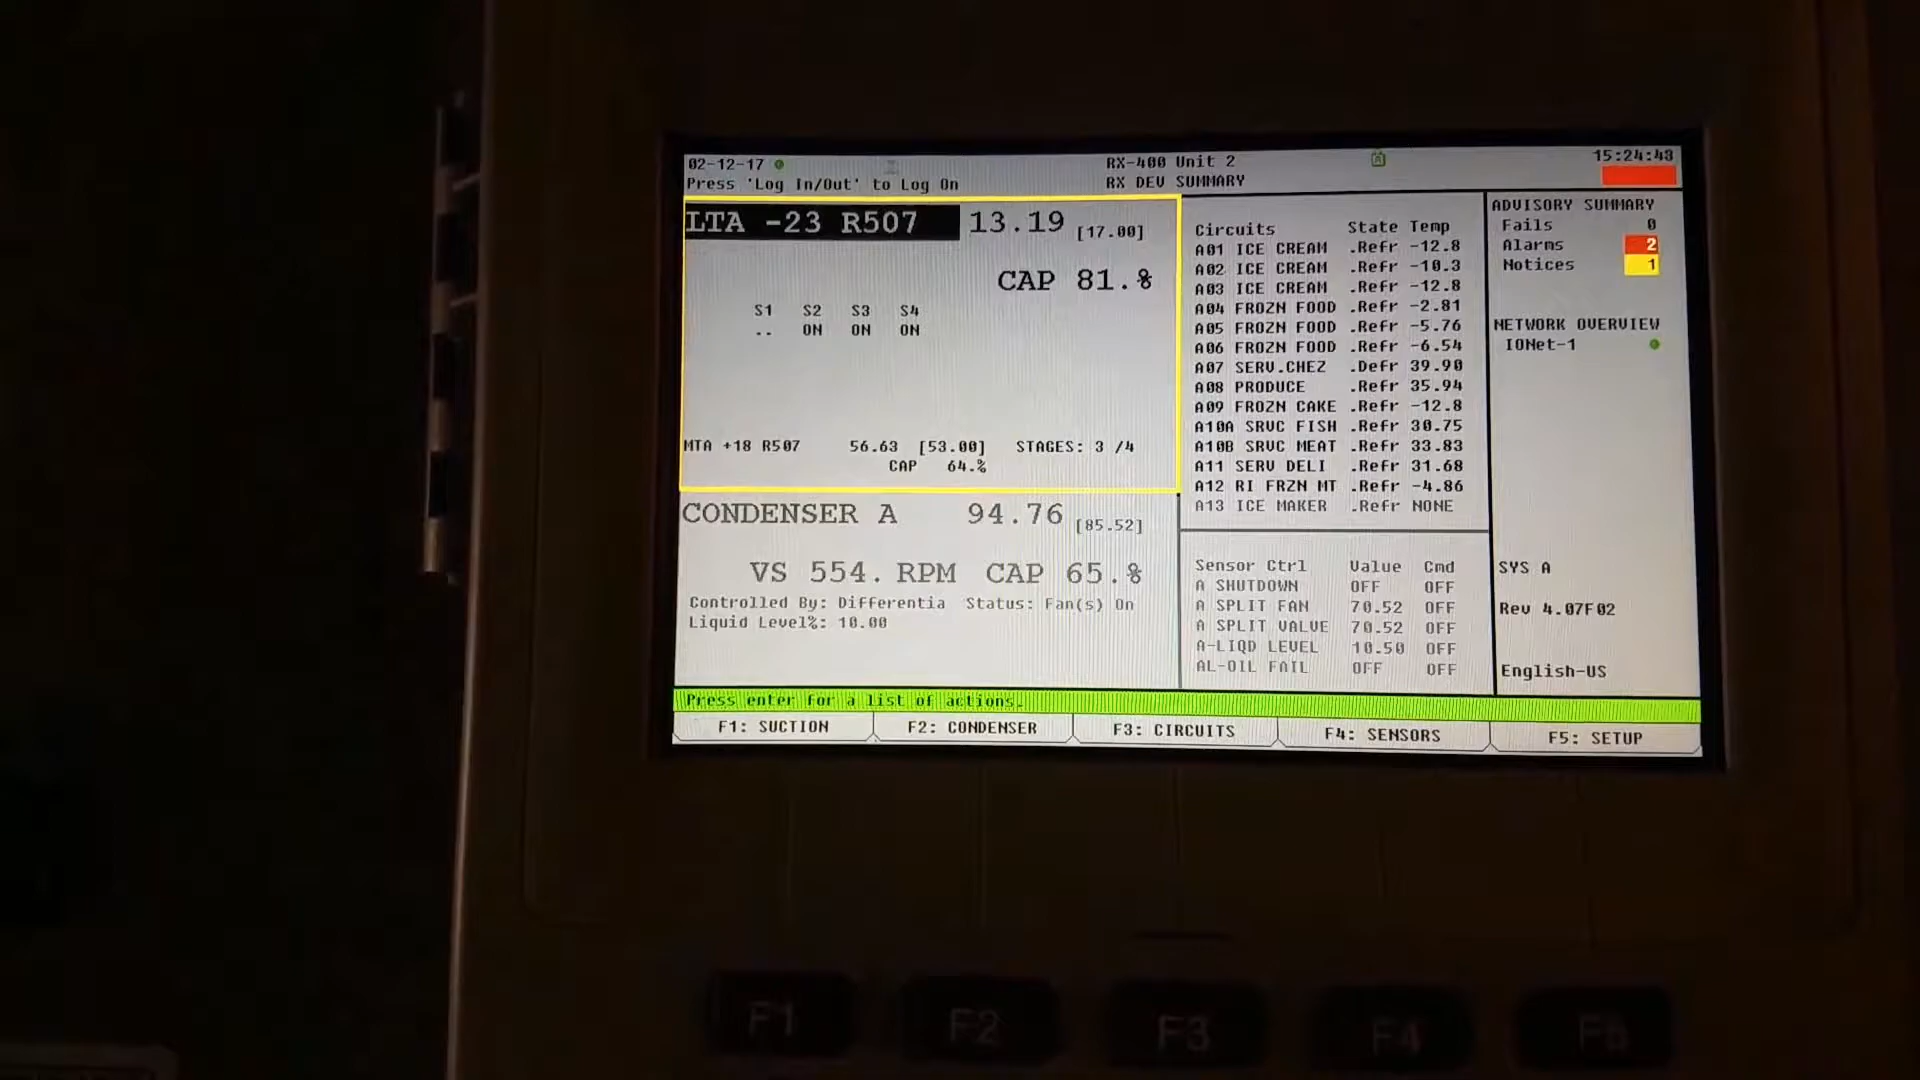 02-12-17
RX-400 Unit 2
15:24:43
Press 'Log In/Out' to Log On
RX DEV SUMMARY
LTA -23 R507 13.19 [17.00]
CAP 81.%
S1 S2 S3 S4
.. ON ON ON
MTA +18 R507 56.63 [53.00] STAGES: 3 /4
CAP 64.%
CONDENSER A 94.76 [85.52]
VS 554. RPM CAP 65.%
Controlled By: Differentia Status: Fan(s) On
Liquid Level%: 10.00
Circuits State Temp
A01 ICE CREAM .Refr -12.8
A02 ICE CREAM .Refr -10.3
A03 ICE CREAM .Refr -12.8
A04 FROZN FOOD .Refr -2.81
A05 FROZN FOOD .Refr -5.76
A06 FROZN FOOD .Refr -6.54
A07 SERV.CHEZ .Defr 39.90
A08 PRODUCE .Refr 35.94
A09 FROZN CAKE .Refr -12.8
A10A SRVC FISH .Refr 30.75
A10B SRVC MEAT .Refr 33.83
A11 SERV DELI .Refr 31.68
A12 RI FRZN MT .Refr -4.86
A13 ICE MAKER .Refr NONE
Sensor Ctrl Value Cmd
A SHUTDOWN OFF OFF
A SPLIT FAN 70.52 OFF
A SPLIT VALVE 70.52 OFF
A-LIQD LEVEL 10.50 OFF
AL-OIL FAIL OFF OFF
ADVISORY SUMMARY
Fails 0
Alarms 2
Notices 1
NETWORK OVERVIEW
IONet-1
SYS A
Rev 4.07F02
English-US
Press enter for a list of actions.
F1: SUCTION F2: CONDENSER F3: CIRCUITS F4: SENSORS F5: SETUP
F1 F2 F3 F4 F5